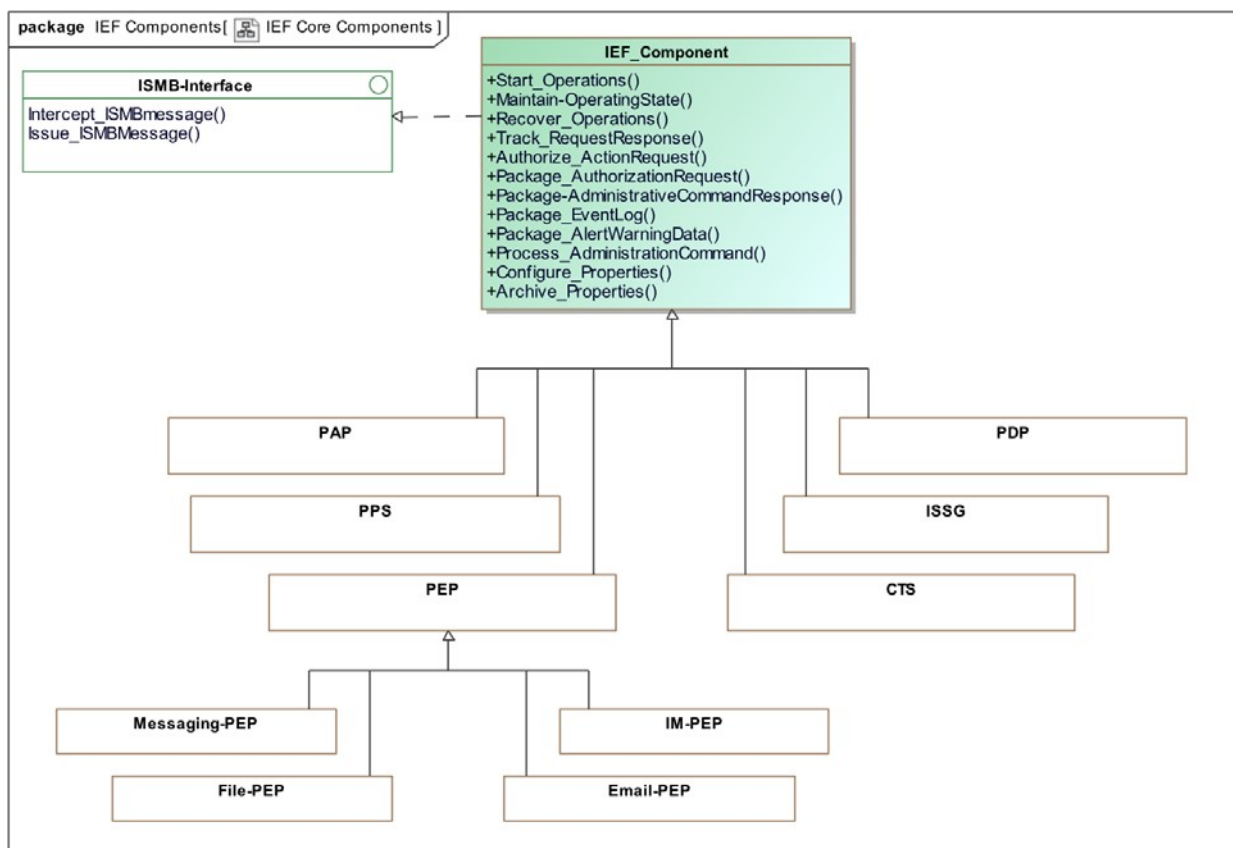 package IEF Components[ IEF Core Components ]
IEF_Component
+Start_Operations()
+Maintain-OperatingState()
+Recover_Operations()
+Track_RequestResponse()
+Authorize_ActionRequest()
+Package_AuthorizationRequest()
+Package-AdministrativeCommandResponse()
+Package_EventLog()
+Package_AlertWarningData()
+Process_AdministrationCommand()
+Configure_Properties()
+Archive_Properties()
ISMB-Interface
Intercept_ISMBmessage()
Issue_ISMBMessage()
PAP
PDP
PPS
ISSG
PEP
CTS
Messaging-PEP
IM-PEP
File-PEP
Email-PEP